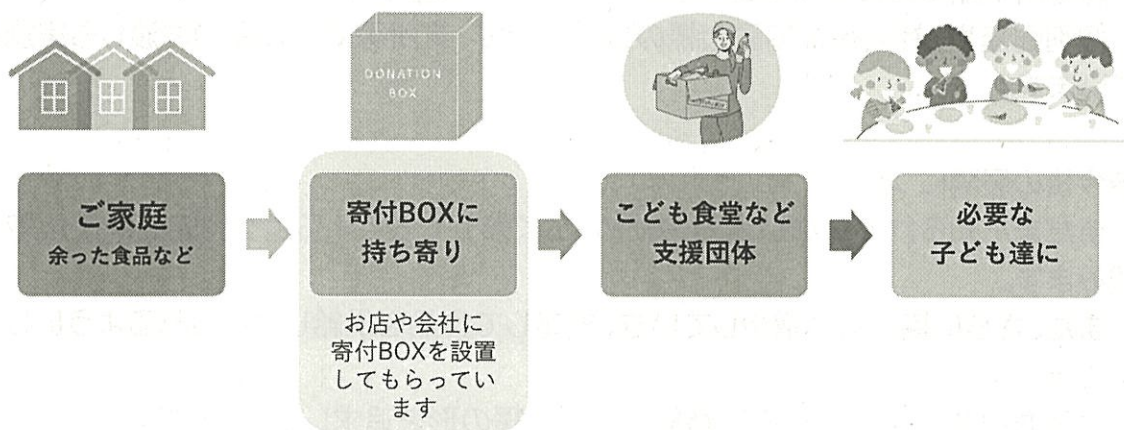 DONATION
BOX
ご家庭
余った食品など
寄付BOXに
持ち寄り
お店や会社に
寄付BOXを設置
してもらってい
ます
こども食堂など
支援団体
必要な
子ども達に